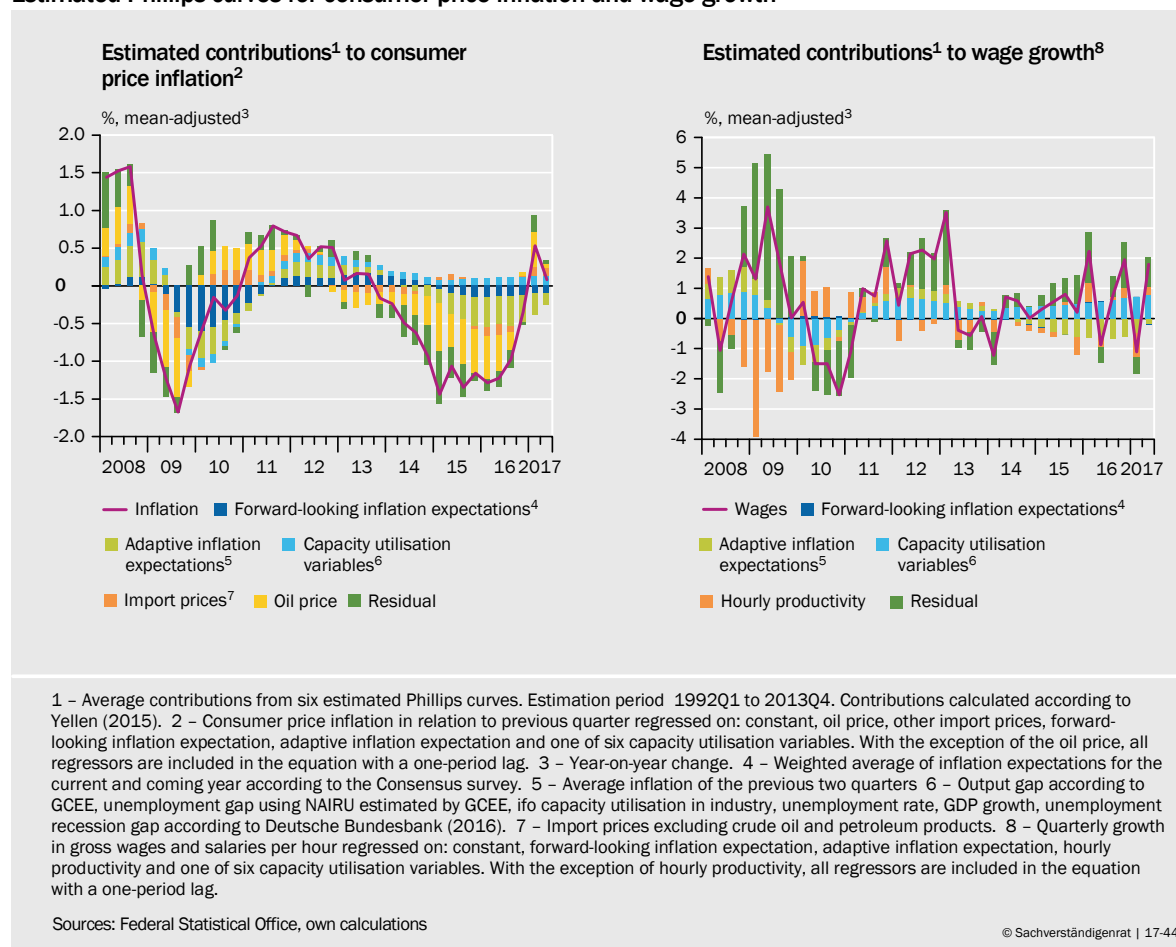 Estimated Phillips curves for consumer price inflation and wage growth
Estimated contributions1 to consumer
price inflation2
%, mean-adjusted3
2.0
1.5
1.0
0.5
0
-0.5
-1.0
-1.5
-2.0
2008 09 10 11 12 13 14 15 16 2017
Inflation Forward-looking inflation expectations4
Adaptive inflation Capacity utilisation
expectations5 variables6
Import prices7 Oil price Residual
Estimated contributions1 to wage growth8
%, mean-adjusted3
6
5
4
3
2
1
0
-1
-2
-3
-4
2008 09 10 11 12 13 14 15 16 2017
Wages Forward-looking inflation expectations4
Adaptive inflation Capacity utilisation
expectations5 variables6
Hourly productivity Residual
1 – Average contributions from six estimated Phillips curves. Estimation period 1992Q1 to 2013Q4. Contributions calculated according to
Yellen (2015). 2 – Consumer price inflation in relation to previous quarter regressed on: constant, oil price, other import prices, forward-
looking inflation expectation, adaptive inflation expectation and one of six capacity utilisation variables. With the exception of the oil price, all
regressors are included in the equation with a one-period lag. 3 – Year-on-year change. 4 – Weighted average of inflation expectations for the
current and coming year according to the Consensus survey. 5 – Average inflation of the previous two quarters 6 – Output gap according to
GCEE, unemployment gap using NAIRU estimated by GCEE, ifo capacity utilisation in industry, unemployment rate, GDP growth, unemployment
recession gap according to Deutsche Bundesbank (2016). 7 – Import prices excluding crude oil and petroleum products. 8 – Quarterly growth
in gross wages and salaries per hour regressed on: constant, forward-looking inflation expectation, adaptive inflation expectation, hourly
productivity and one of six capacity utilisation variables. With the exception of hourly productivity, all regressors are included in the equation
with a one-period lag.
Sources: Federal Statistical Office, own calculations
© Sachverständigenrat | 17-44